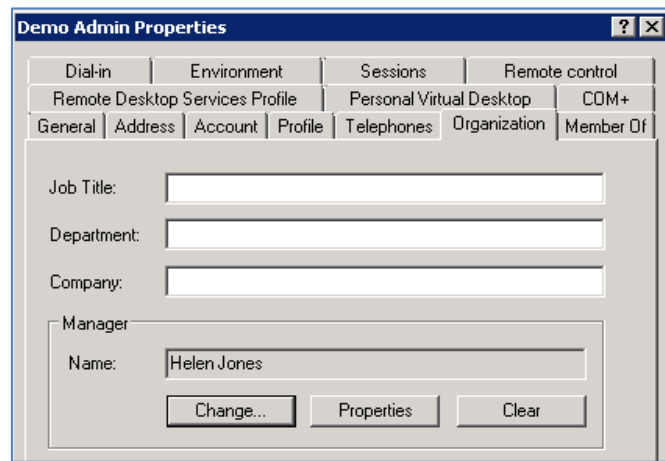 Demo Admin Properties
Dial-in Environment Sessions Remote control
Remote Desktop Services Profile Personal Virtual Desktop COM+
General Address Account Profile Telephones Organization Member Of
Job Title:
Department:
Company:
Manager
Name: Helen Jones
Change... Properties Clear